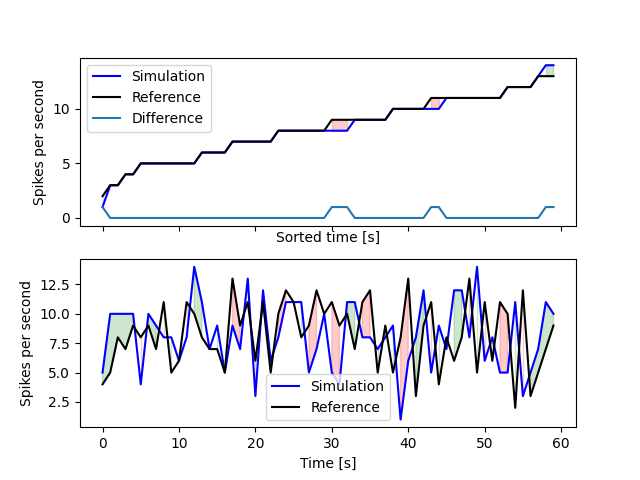 Spikes per second
10
5
0
Simulation
Reference
Difference
Sorted time [s]
Spikes per second
12.5
10.0
7.5
5.0
2.5
Simulation
Reference
0 10 20 30 40 50 60
Time [s]